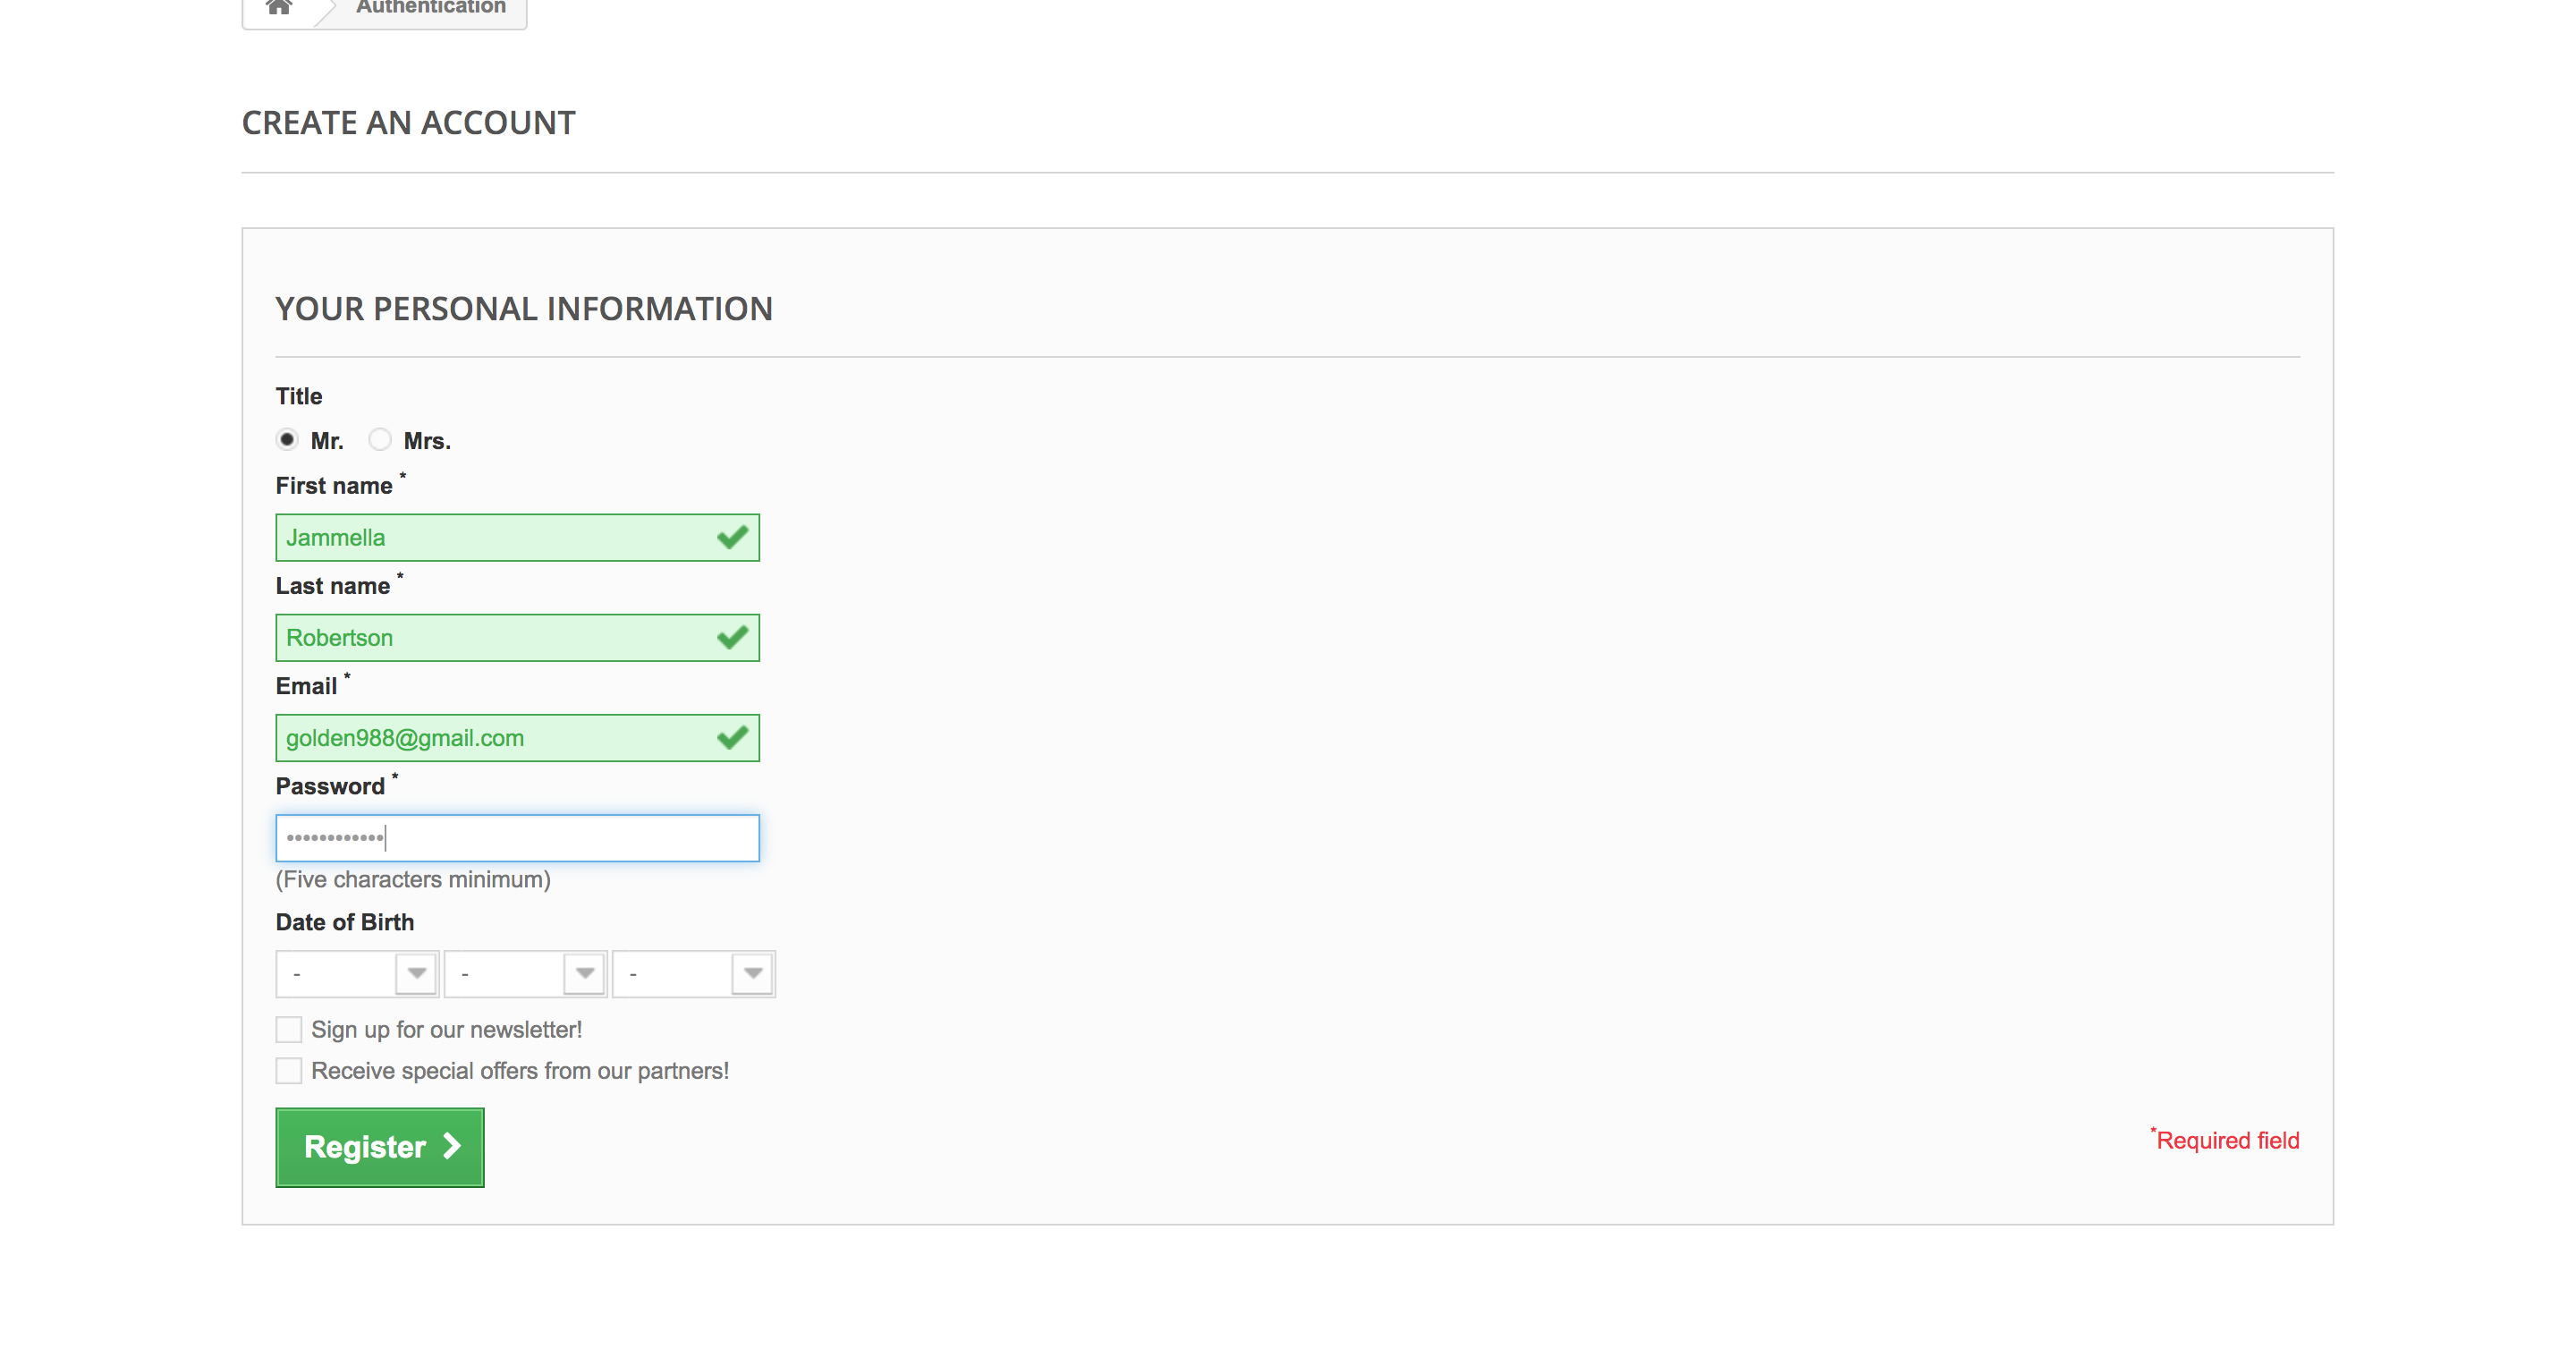 Authentication
CREATE AN ACCOUNT
YOUR PERSONAL INFORMATION
Title
Mr. Mrs.
First name *
Jammella
Last name *
Robertson
Email *
golden988@gmail.com
Password *
••••••••••••
(Five characters minimum)
Date of Birth
- - -
Sign up for our newsletter!
Receive special offers from our partners!
Register
*Required field